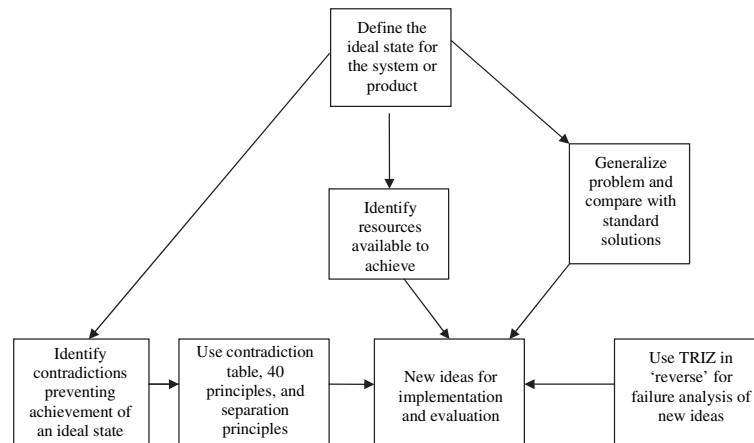 Define the
ideal state for
the system or
product
Generalize
problem and
compare with
standard
solutions
Identify
resources
available to
achieve
Identify
contradictions
preventing
achievement of
an ideal state
Use contradiction
table, 40
principles, and
separation
principles
New ideas for
implementation
and evaluation
Use TRIZ in
‘reverse’ for
failure analysis of
new ideas